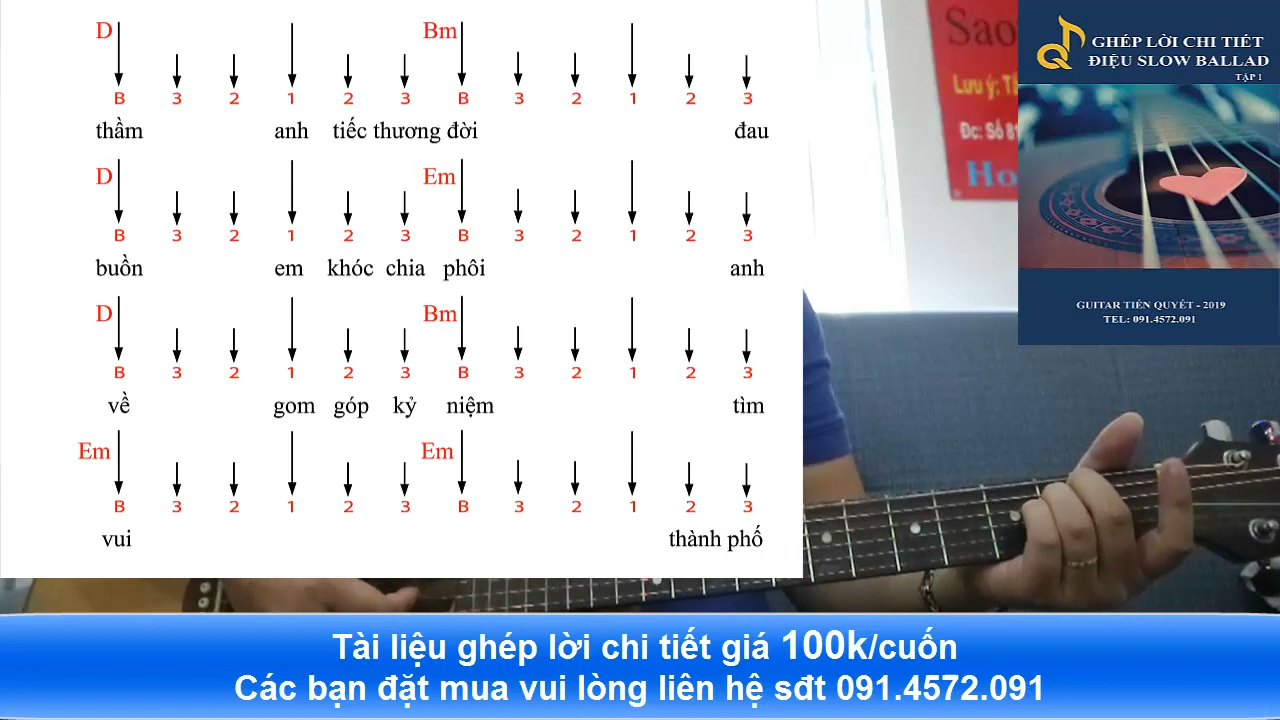 D Bm
B 3 2 1 2 3 B 3 2 1 2 3
thầm anh tiếc thương đời đau
D Em
B 3 2 1 2 3 B 3 2 1 2 3
buồn em khóc chia phôi anh
D Bm
B 3 2 1 2 3 B 3 2 1 2 3
về gom góp kỷ niệm tìm
Em Em
B 3 2 1 2 3 B 3 2 1 2 3
vui thành phố
Sao
Lưu ý:
Đc: Số
Ho
GHÉP LỜI CHI TIẾT
ĐIỆU SLOW BALLAD
TẬP 1
GUITAR TIẾN QUYẾT - 2019
TEL: 091.4572.091
Tài liệu ghép lời chi tiết giá 100k/cuốn
Các bạn đặt mua vui lòng liên hệ sđt 091.4572.091